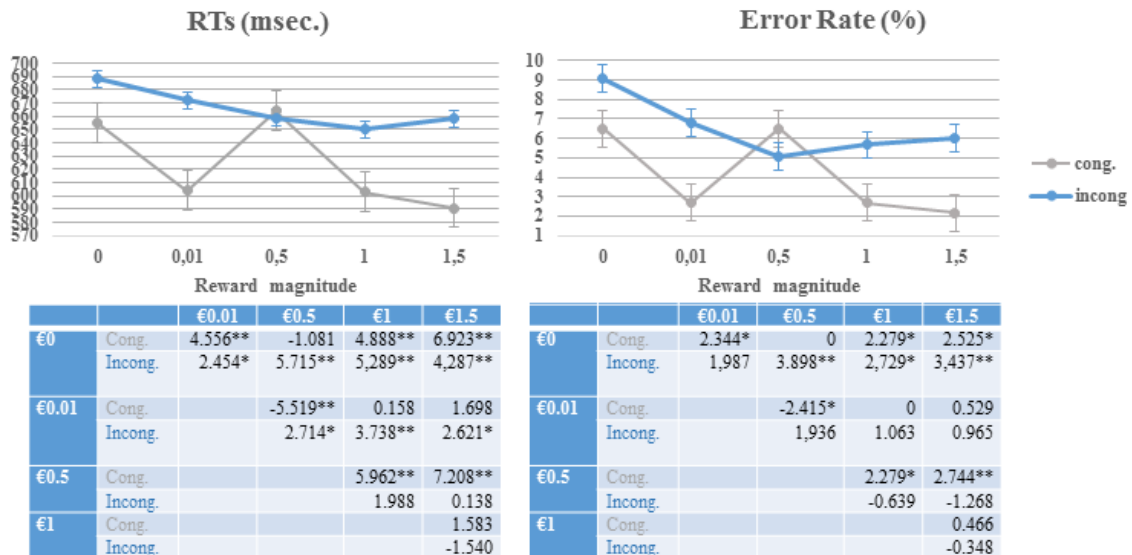 RTs (msec.)
700
690
680
670
660
650
640
630
620
610
600
590
580
570
0 0,01 0,5 1 1,5
Reward magnitude
Error Rate (%)
10
9
8
7
6
5
4
3
2
1
0 0,01 0,5 1 1,5
Reward magnitude
cong.
incong
€0.01 €0.5 €1 €1.5
€0 Cong. 4.556** -1.081 4.888** 6.923**
Incong. 2.454* 5.715** 5,289** 4,287**
€0.01 Cong. -5.519** 0.158 1.698
Incong. 2.714* 3.738** 2.621*
€0.5 Cong. 5.962** 7.208**
Incong. 1.988 0.138
€1 Cong. 1.583
Incong. -1.540
€0.01 €0.5 €1 €1.5
€0 Cong. 2.344* 0 2.279* 2.525*
Incong. 1,987 3.898** 2,729* 3,437**
€0.01 Cong. -2.415* 0 0.529
Incong. 1,936 1.063 0.965
€0.5 Cong. 2.279* 2.744**
Incong. -0.639 -1.268
€1 Cong. 0.466
Incong. -0.348